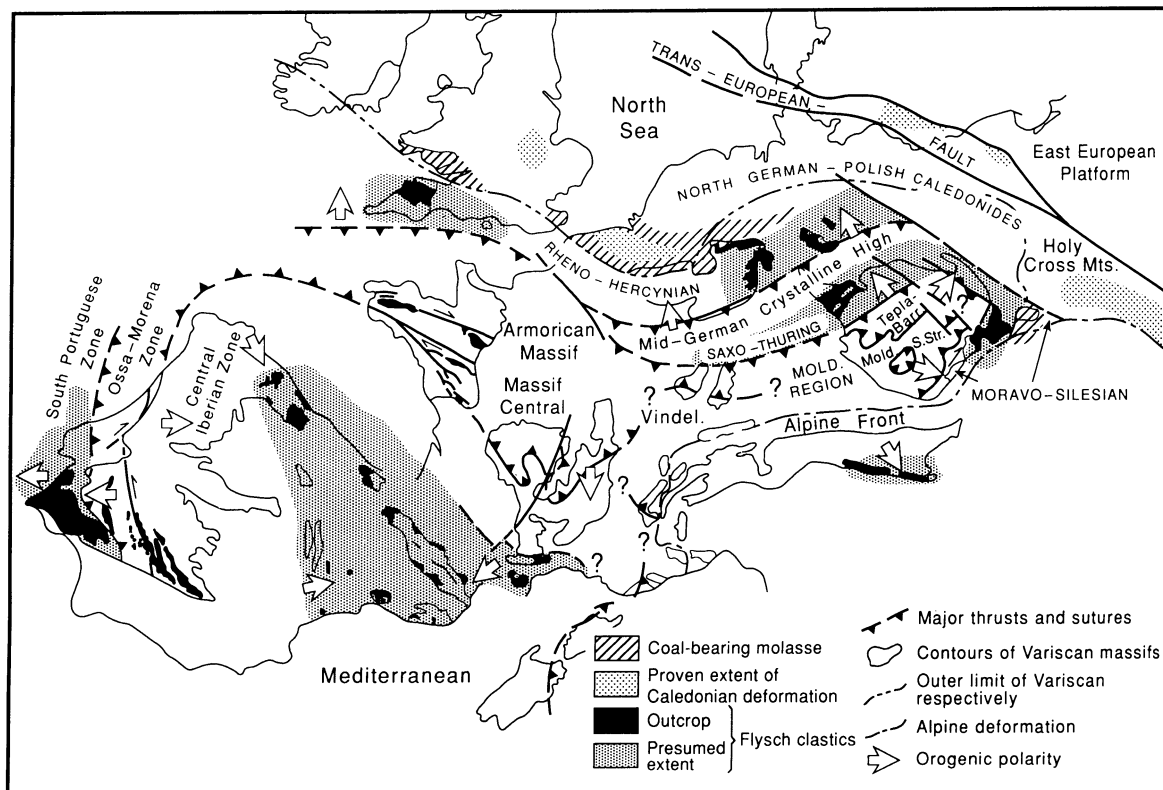 TRANS – EUROPEAN –
FAULT
North
Sea
East European
Platform
NORTH GERMAN – POLISH CALEDONIDES
Holy
Cross Mts.
RHENO – HERCYNIAN
Mid–German Crystalline High
SAXO –THURING.
Tepla-
Barr.
S.Str.
Mold
?
MOLD.
REGION
?
?
MORAVO–SILESIAN
Vindel.
Alpine Front
Armorican
Massif
Massif
Central
South Portuguese
Zone
Ossa–Morena
Zone
Central
Iberian Zone
?
?
?
Mediterranean
Coal-bearing molasse
Proven extent of
Caledonian deformation
Outcrop
Presumed
extent
Flysch clastics
Major thrusts and sutures
Contours of Variscan massifs
Outer limit of Variscan
respectively
Alpine deformation
Orogenic polarity